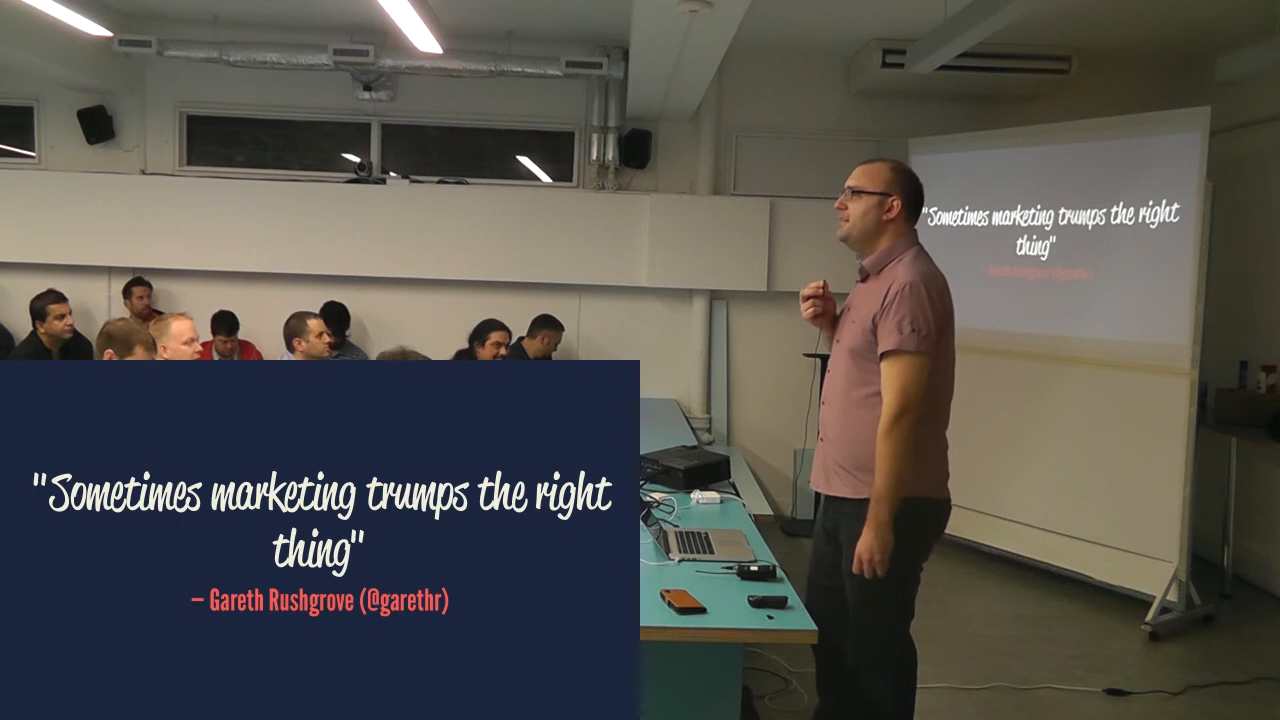 "Sometimes marketing trumps the right
thing"
"Sometimes marketing trumps the right
thing"
– Gareth Rushgrove (@garethr)